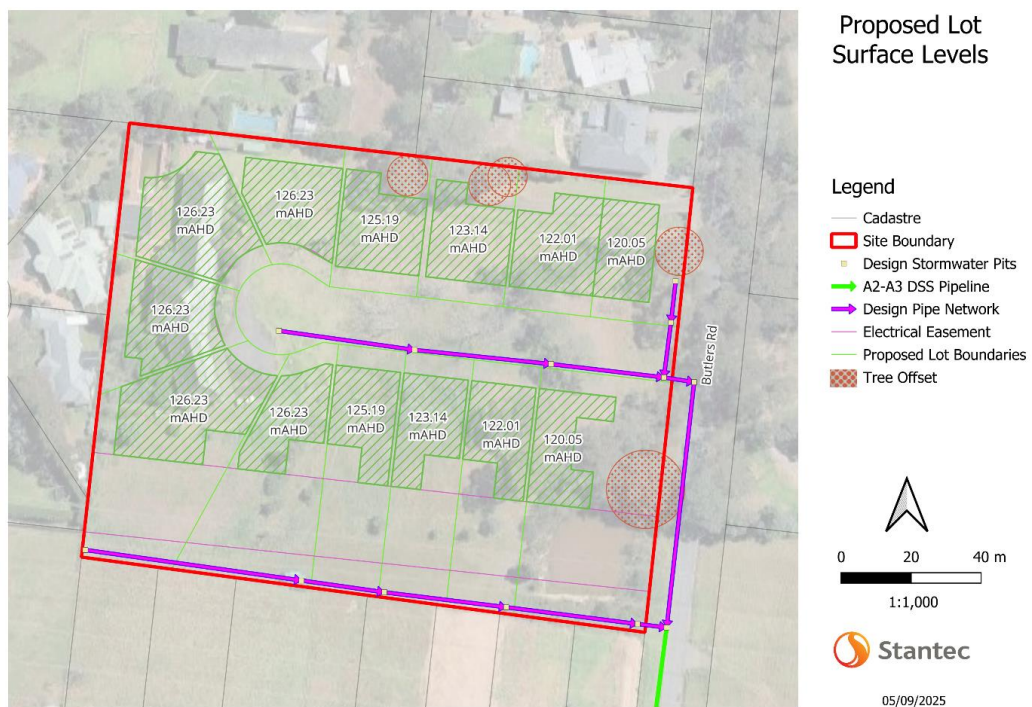 Proposed Lot
Surface Levels
126.23
mAHD
126.23
mAHD
125.19
mAHD
123.14
mAHD
122.01
mAHD
120.05
mAHD
126.23
mAHD
126.23
mAHD
126.23
mAHD
125.19
mAHD
123.14
mAHD
122.01
mAHD
120.05
mAHD
Butlers Rd
Legend
Cadastre
Site Boundary
Design Stormwater Pits
A2-A3 DSS Pipeline
Design Pipe Network
Electrical Easement
Proposed Lot Boundaries
Tree Offset
0 20 40 m
1:1,000
Stantec
05/09/2025